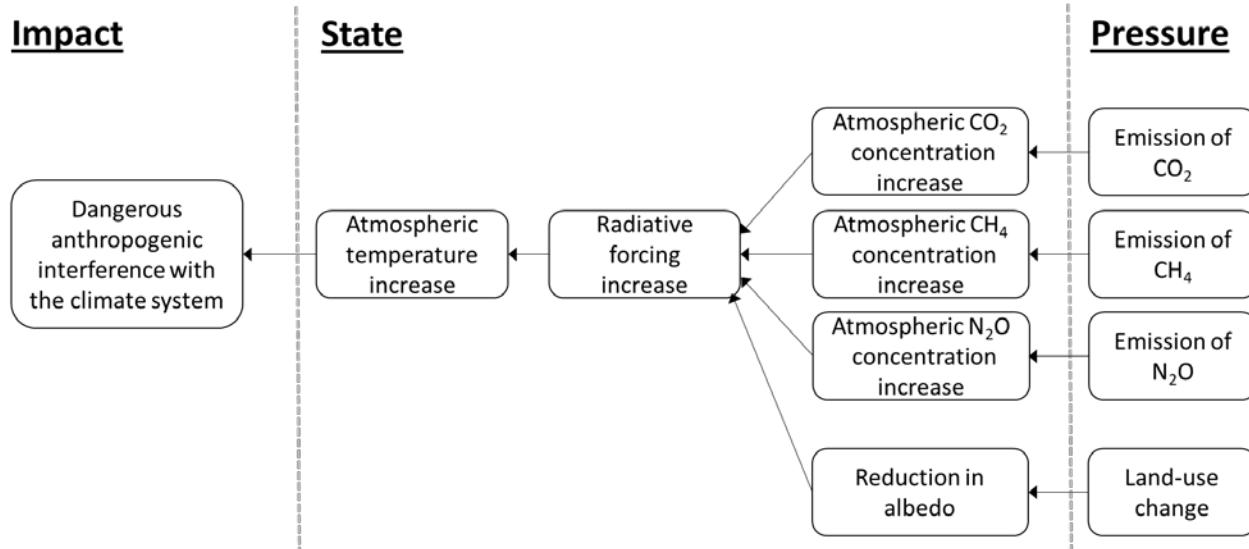 Impact
State
Pressure
Dangerous
anthropogenic
interference with
the climate system
Atmospheric
temperature
increase
Radiative
forcing
increase
Atmospheric CO₂
concentration
increase
Atmospheric CH₄
concentration
increase
Atmospheric N₂O
concentration
increase
Reduction in
albedo
Emission of
CO₂
Emission of
CH₄
Emission of
N₂O
Land-use
change